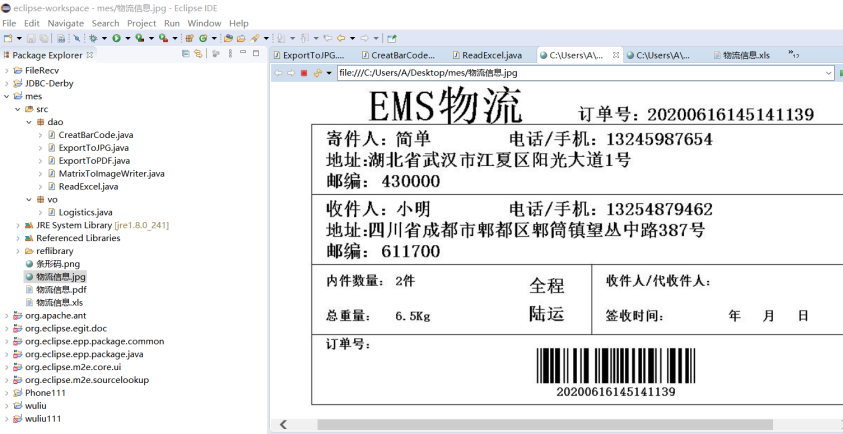 eclipse-workspace - mes/物流信息.jpg - Eclipse IDE
File Edit Navigate Search Project Run Window Help
Package Explorer
FileRecv
JDBC-Derby
mes
src
dao
CreatBarCode.java
ExportToJPG.java
ExportToPDF.java
MatrixToImageWriter.java
ReadExcel.java
vo
Logistics.java
JRE System Library [jre1.8.0_241]
Referenced Libraries
reflibrary
条形码.png
物流信息.jpg
物流信息.pdf
物流信息.xls
org.apache.ant
org.eclipse.egit.doc
org.eclipse.epp.package.common
org.eclipse.epp.package.java
org.eclipse.m2e.core.ui
org.eclipse.m2e.sourcelookup
Phone111
wuliu
wuliu111
ExportToJPG.... CreatBarCode... ReadExcel.java C:\Users\A\... C:\Users\A\... 物流信息.xls »12
file:///C:/Users/A/Desktop/mes/物流信息.jpg
EMS物流 订单号: 20200616145141139
寄件人: 简单 电话/手机: 13245987654
地址:湖北省武汉市江夏区阳光大道1号
邮编: 430000
收件人: 小明 电话/手机: 13254879462
地址:四川省成都市郫都区郫筒镇望丛中路387号
邮编: 611700
内件数量: 2件 全程 收件人/代收件人:
总重量: 6.5Kg 陆运 签收时间: 年 月 日
订单号:
20200616145141139